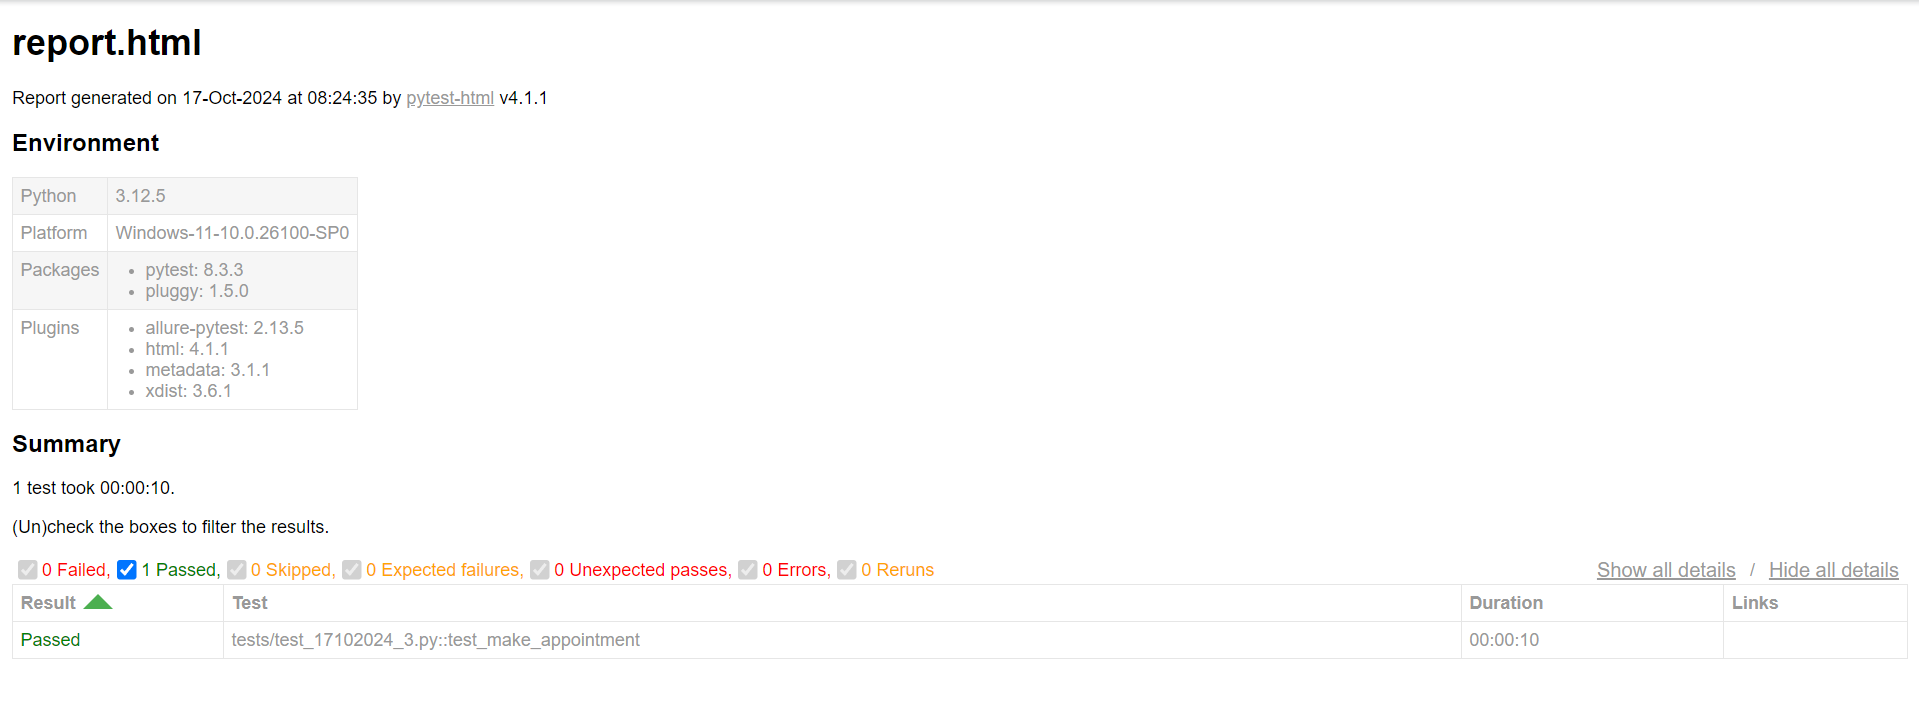 report.html
Report generated on 17-Oct-2024 at 08:24:35 by pytest-html v4.1.1
Environment
Python 3.12.5
Platform Windows-11-10.0.26100-SP0
Packages • pytest: 8.3.3
• pluggy: 1.5.0
Plugins • allure-pytest: 2.13.5
• html: 4.1.1
• metadata: 3.1.1
• xdist: 3.6.1
Summary
1 test took 00:00:10.
(Un)check the boxes to filter the results.
0 Failed, 1 Passed, 0 Skipped, 0 Expected failures, 0 Unexpected passes, 0 Errors, 0 Reruns Show all details / Hide all details
Result Test Duration Links
Passed tests/test_17102024_3.py::test_make_appointment 00:00:10